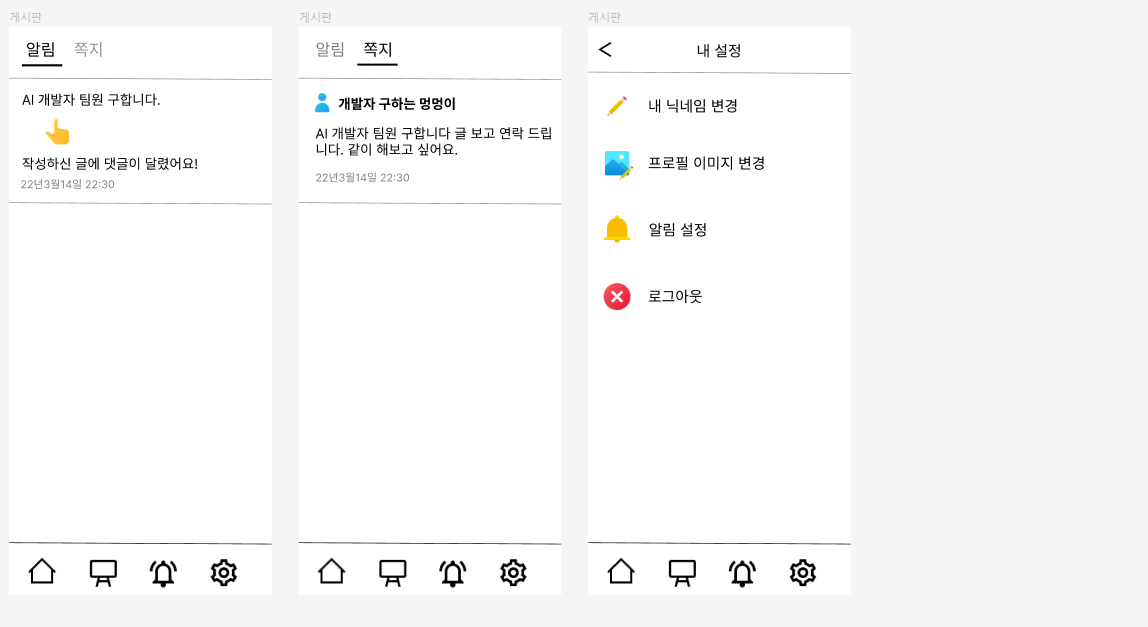 게시판
알림 쪽지
AI 개발자 팀원 구합니다.
작성하신 글에 댓글이 달렸어요!
22년3월14일 22:30
게시판
알림 쪽지
개발자 구하는 멍멍이
AI 개발자 팀원 구합니다 글 보고 연락 드립
니다. 같이 해보고 싶어요.
22년3월14일 22:30
게시판
내 설정
내 닉네임 변경
프로필 이미지 변경
알림 설정
로그아웃